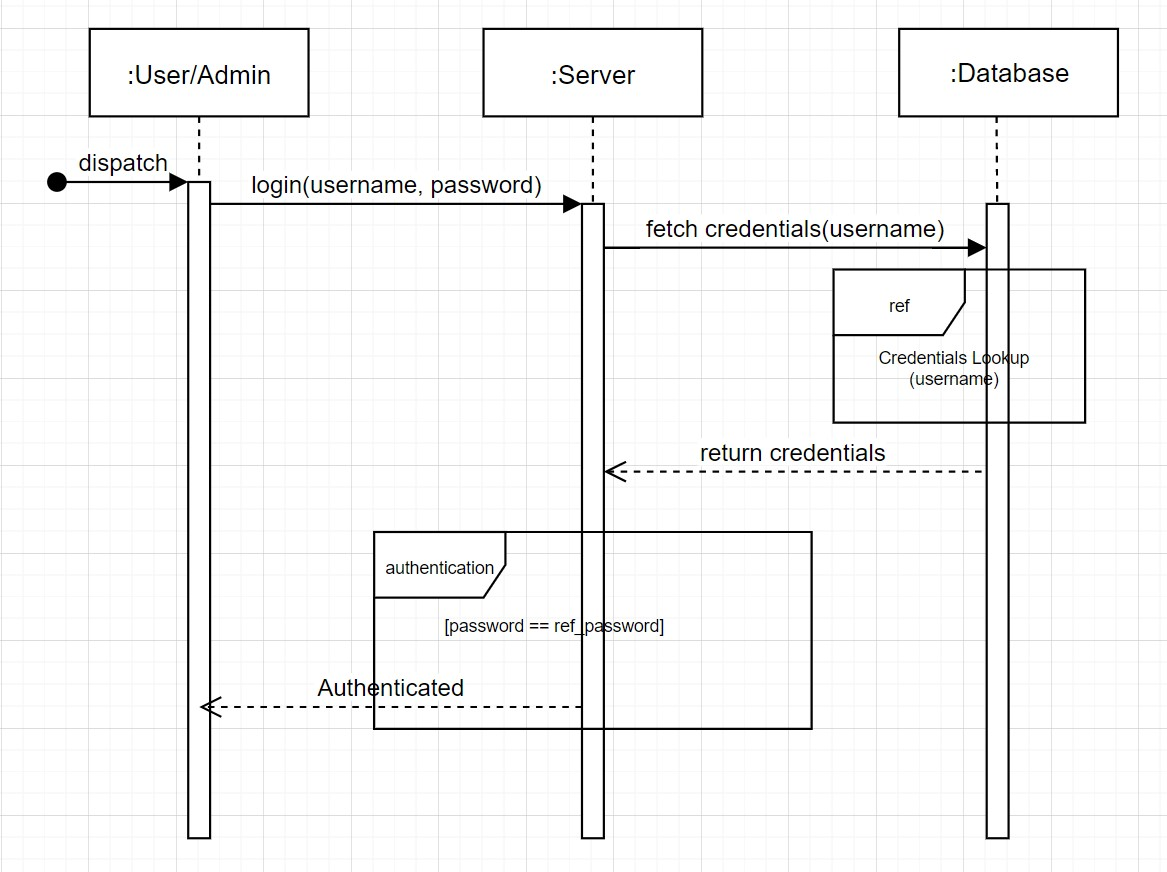 :User/Admin
:Server
:Database
dispatch
login(username, password)
fetch credentials(username)
ref
Credentials Lookup
(username)
return credentials
authentication
[password == ref_password]
Authenticated